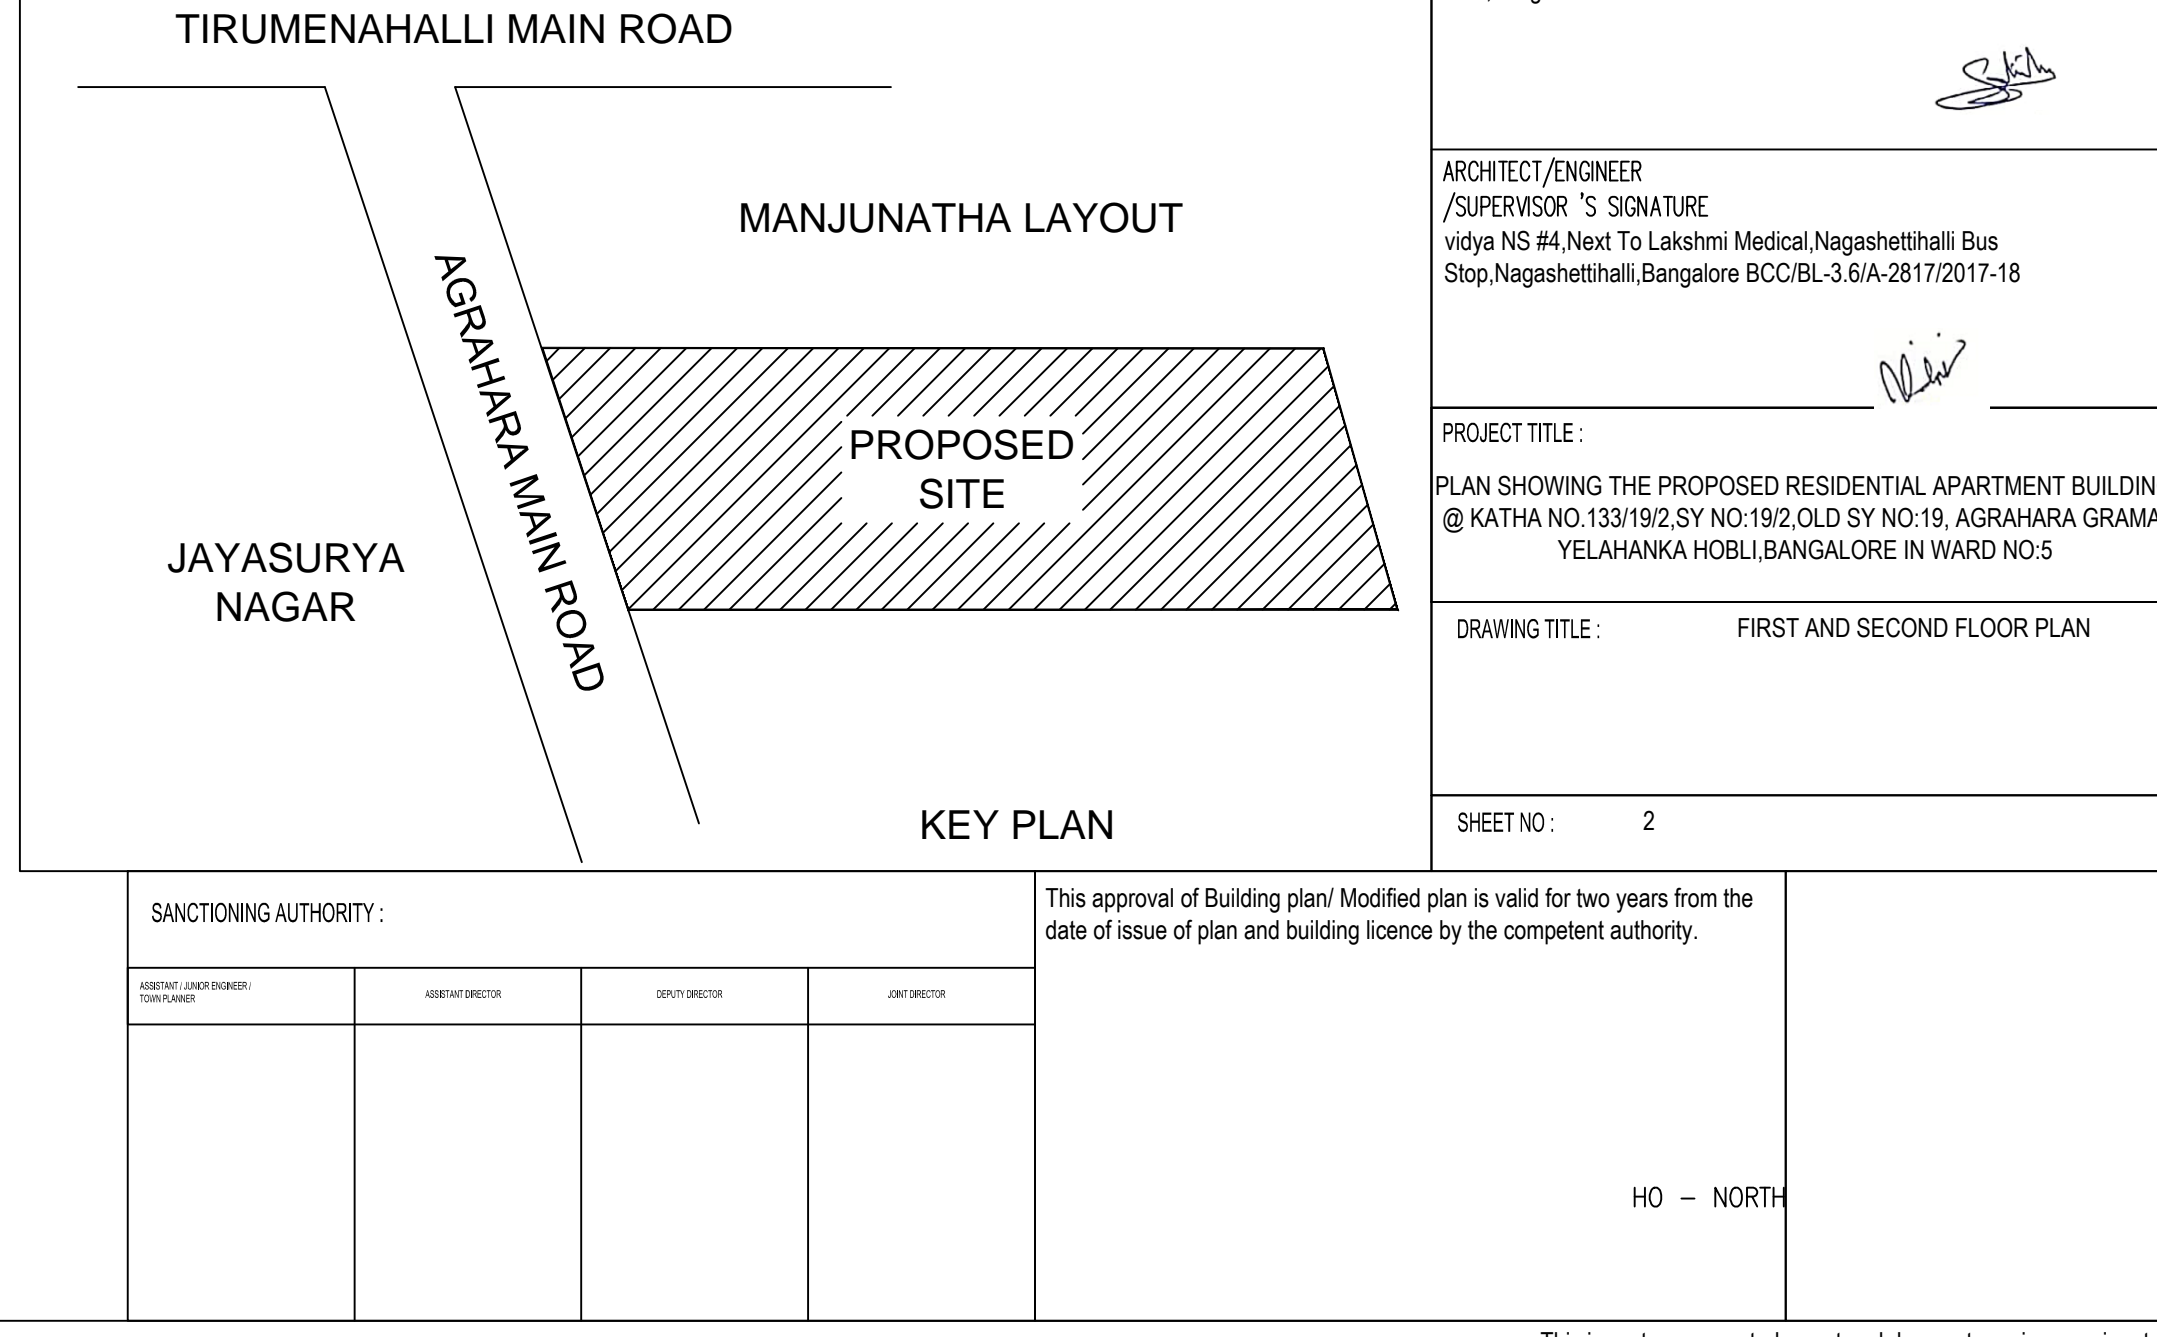 TIRUMENAHALLI MAIN ROAD
MANJUNATHA LAYOUT
AGRAHARA MAIN ROAD
PROPOSED
SITE
JAYASURYA
NAGAR
KEY PLAN
ARCHITECT/ENGINEER
/SUPERVISOR 'S SIGNATURE
vidya NS #4,Next To Lakshmi Medical,Nagashettihalli Bus
Stop,Nagashettihalli,Bangalore BCC/BL-3.6/A-2817/2017-18
PROJECT TITLE :
PLAN SHOWING THE PROPOSED RESIDENTIAL APARTMENT BUILDIN
@ KATHA NO.133/19/2,SY NO:19/2,OLD SY NO:19, AGRAHARA GRAMA
YELAHANKA HOBLI,BANGALORE IN WARD NO:5
DRAWING TITLE : FIRST AND SECOND FLOOR PLAN
SHEET NO : 2
SANCTIONING AUTHORITY :
ASSISTANT / JUNIOR ENGINEER /
TOWN PLANNER
ASSISTANT DIRECTOR
DEPUTY DIRECTOR
JOINT DIRECTOR
This approval of Building plan/ Modified plan is valid for two years from the
date of issue of plan and building licence by the competent authority.
HO – NORTH